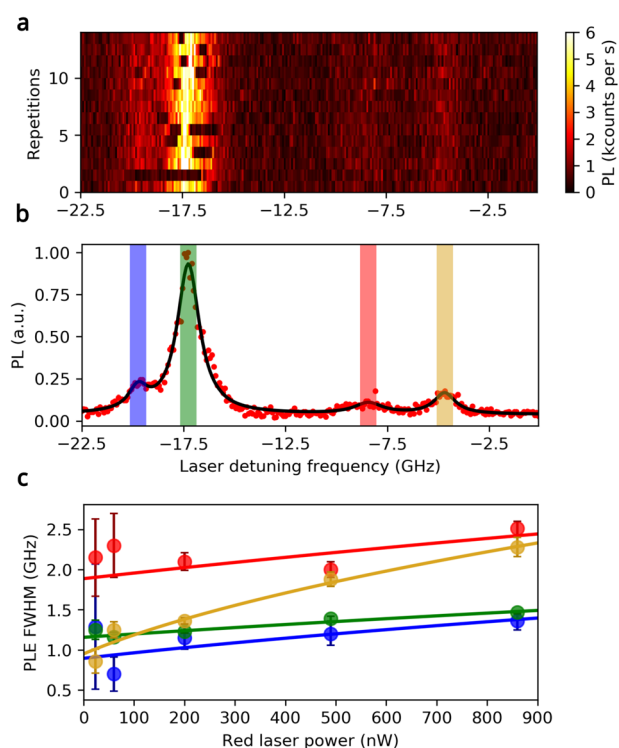 a
10
5
0
Repetitions
−22.5 −17.5 −12.5 −7.5 −2.5
6
5
4
3
2
1
0
PL (kcounts per s)
b
1.00
0.75
0.50
0.25
0.00
PL (a.u.)
−22.5 −17.5 −12.5 −7.5 −2.5
Laser detuning frequency (GHz)
c
2.5
2.0
1.5
1.0
0.5
PLE FWHM (GHz)
0 100 200 300 400 500 600 700 800 900
Red laser power (nW)